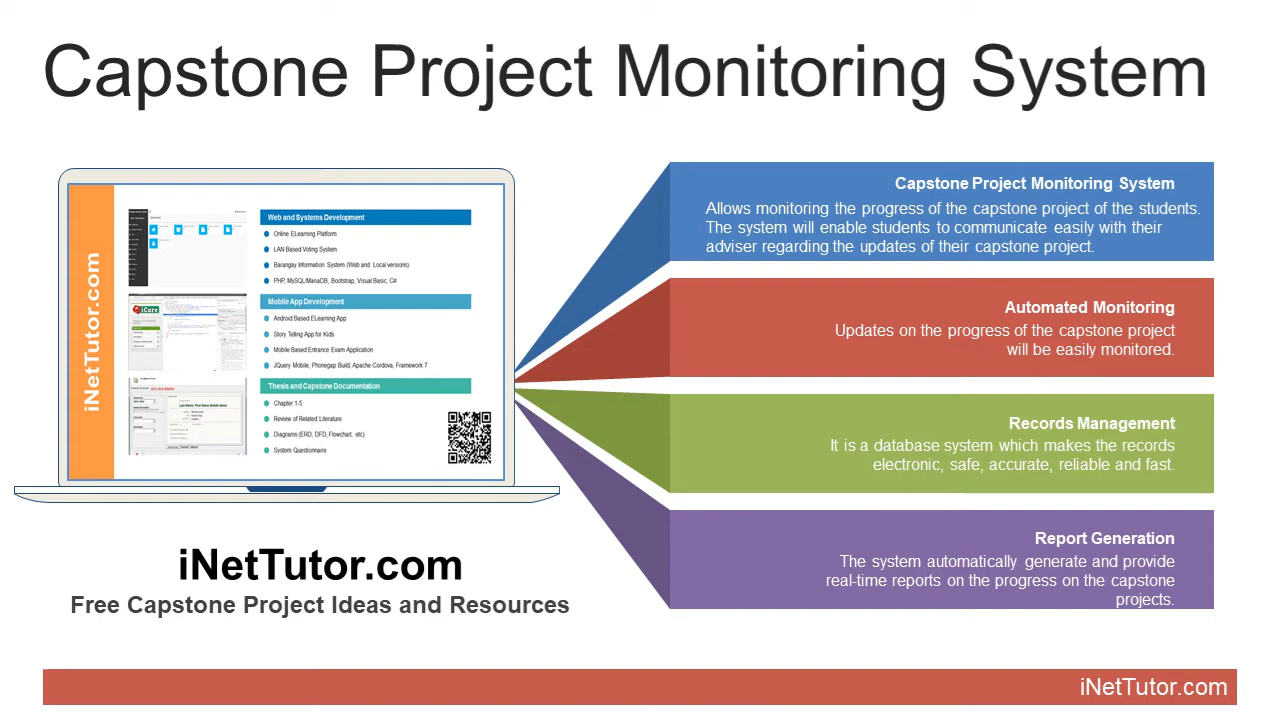 Capstone Project Monitoring System
iNetTutor.com
Web and Systems Development
Online ELearning Platform
LAN Based Voting System
Barangay Information System (Web and Local versions)
PHP, MySQL/MariaDB, Bootstrap, Visual Basic, C#
iCare
Mobile App Development
Android Based ELearning App
Story Telling App for Kids
Mobile Based Entrance Exam Application
JQuery Mobile, Phonegap Build, Apache Cordova, Framework 7
Thesis and Capstone Documentation
Chapter 1-5
Review of Related Literature
Diagrams (ERD, DFD, Flowchart, etc)
System Questionnaire
iNetTutor.com
Free Capstone Project Ideas and Resources
Capstone Project Monitoring System
Allows monitoring the progress of the capstone project of the students.
The system will enable students to communicate easily with their
adviser regarding the updates of their capstone project.
Automated Monitoring
Updates on the progress of the capstone project
will be easily monitored.
Records Management
It is a database system which makes the records
electronic, safe, accurate, reliable and fast.
Report Generation
The system automatically generate and provide
real-time reports on the progress on the capstone
projects.
iNetTutor.com